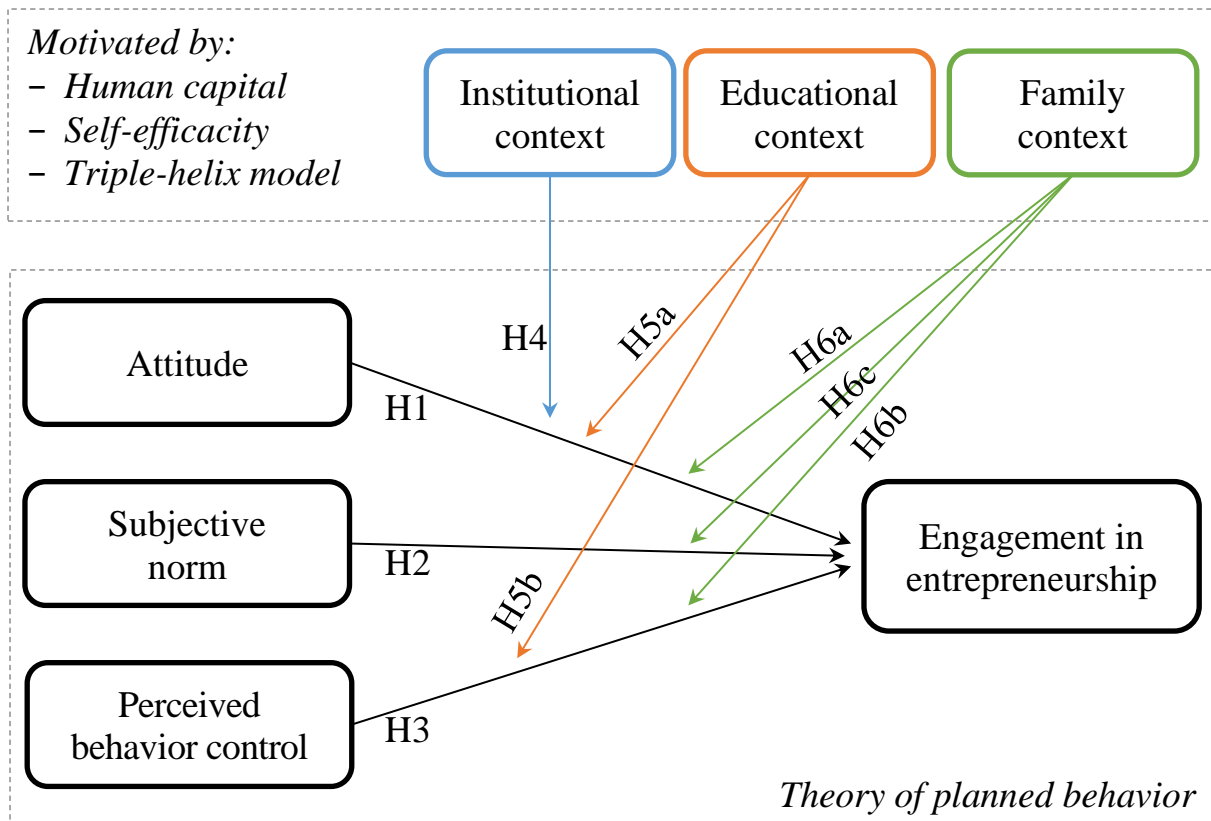 Motivated by:
− Human capital
− Self-efficacy
− Triple-helix model
Institutional
context
Educational
context
Family
context
H4
H5a
H6a
H6c
H6b
Attitude
H1
Subjective
norm
H2
H5b
Engagement in
entrepreneurship
Perceived
behavior control
H3
Theory of planned behavior